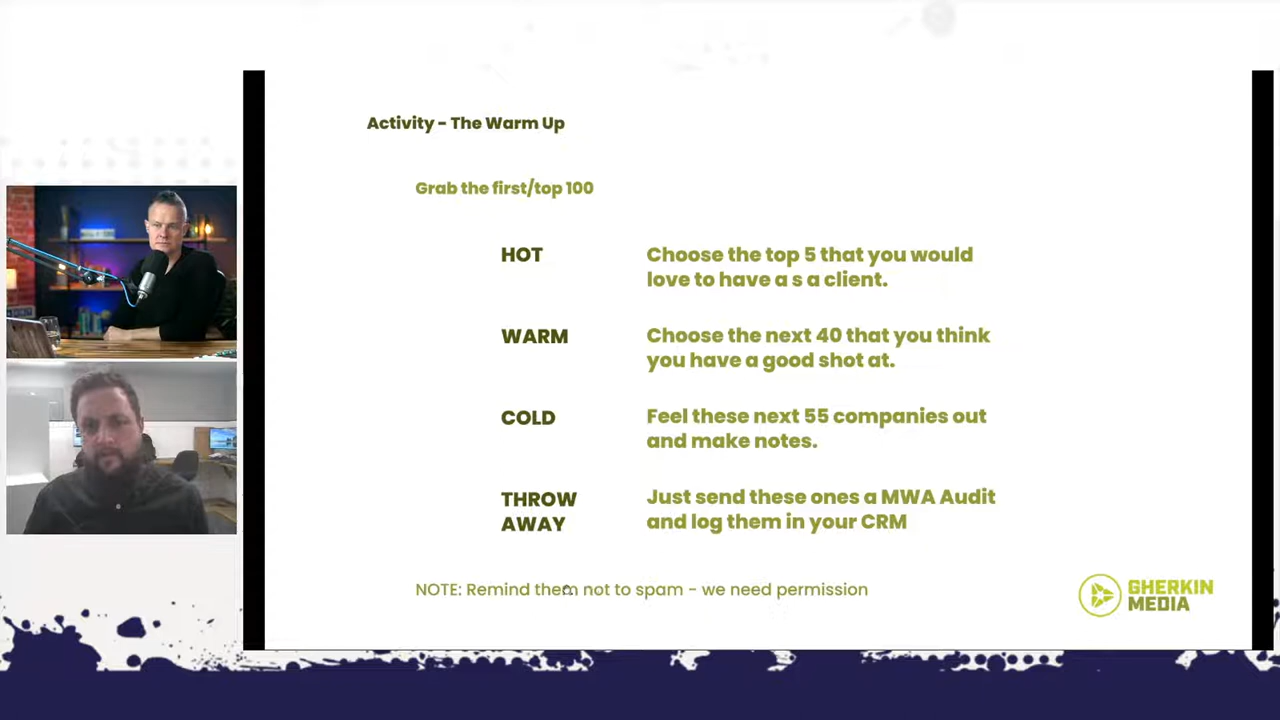 Activity - The Warm Up
Grab the first/top 100
HOT
Choose the top 5 that you would
love to have a s a client.
WARM
Choose the next 40 that you think
you have a good shot at.
COLD
Feel these next 55 companies out
and make notes.
THROW
AWAY
Just send these ones a MWA Audit
and log them in your CRM
NOTE: Remind them not to spam - we need permission
GHERKIN
MEDIA